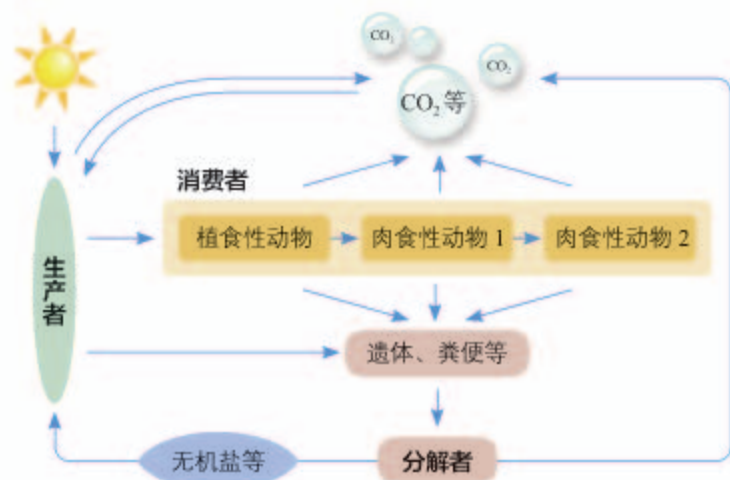 CO₂
CO₂
CO₂等
消费者
植食性动物
肉食性动物 1
肉食性动物 2
生产者
遗体、粪便等
无机盐等
分解者